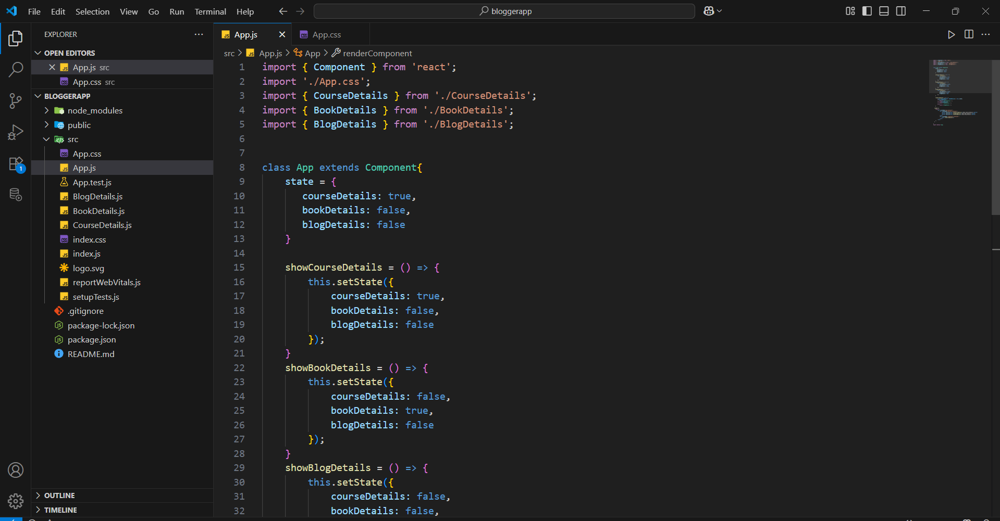 File Edit Selection View Go Run Terminal Help
bloggerapp
EXPLORER
OPEN EDITORS
App.js src
App.css src
BLOGGERAPP
node_modules
public
src
App.css
App.js
App.test.js
BlogDetails.js
BookDetails.js
CourseDetails.js
index.css
index.js
logo.svg
reportWebVitals.js
setupTests.js
.gitignore
package-lock.json
package.json
README.md
OUTLINE
TIMELINE
1
App.js App.css
src > App.js > App > renderComponent
1 import { Component } from 'react';
2 import './App.css';
3 import { CourseDetails } from './CourseDetails';
4 import { BookDetails } from './BookDetails';
5 import { BlogDetails } from './BlogDetails';
6
7
8 class App extends Component{
9 state = {
10 courseDetails: true,
11 bookDetails: false,
12 blogDetails: false
13 }
14
15 showCourseDetails = () => {
16 this.setState({
17 courseDetails: true,
18 bookDetails: false,
19 blogDetails: false
20 });
21 }
22 showBookDetails = () => {
23 this.setState({
24 courseDetails: false,
25 bookDetails: true,
26 blogDetails: false
27 });
28 }
29 showBlogDetails = () => {
30 this.setState({
31 courseDetails: false,
32 bookDetails: false,